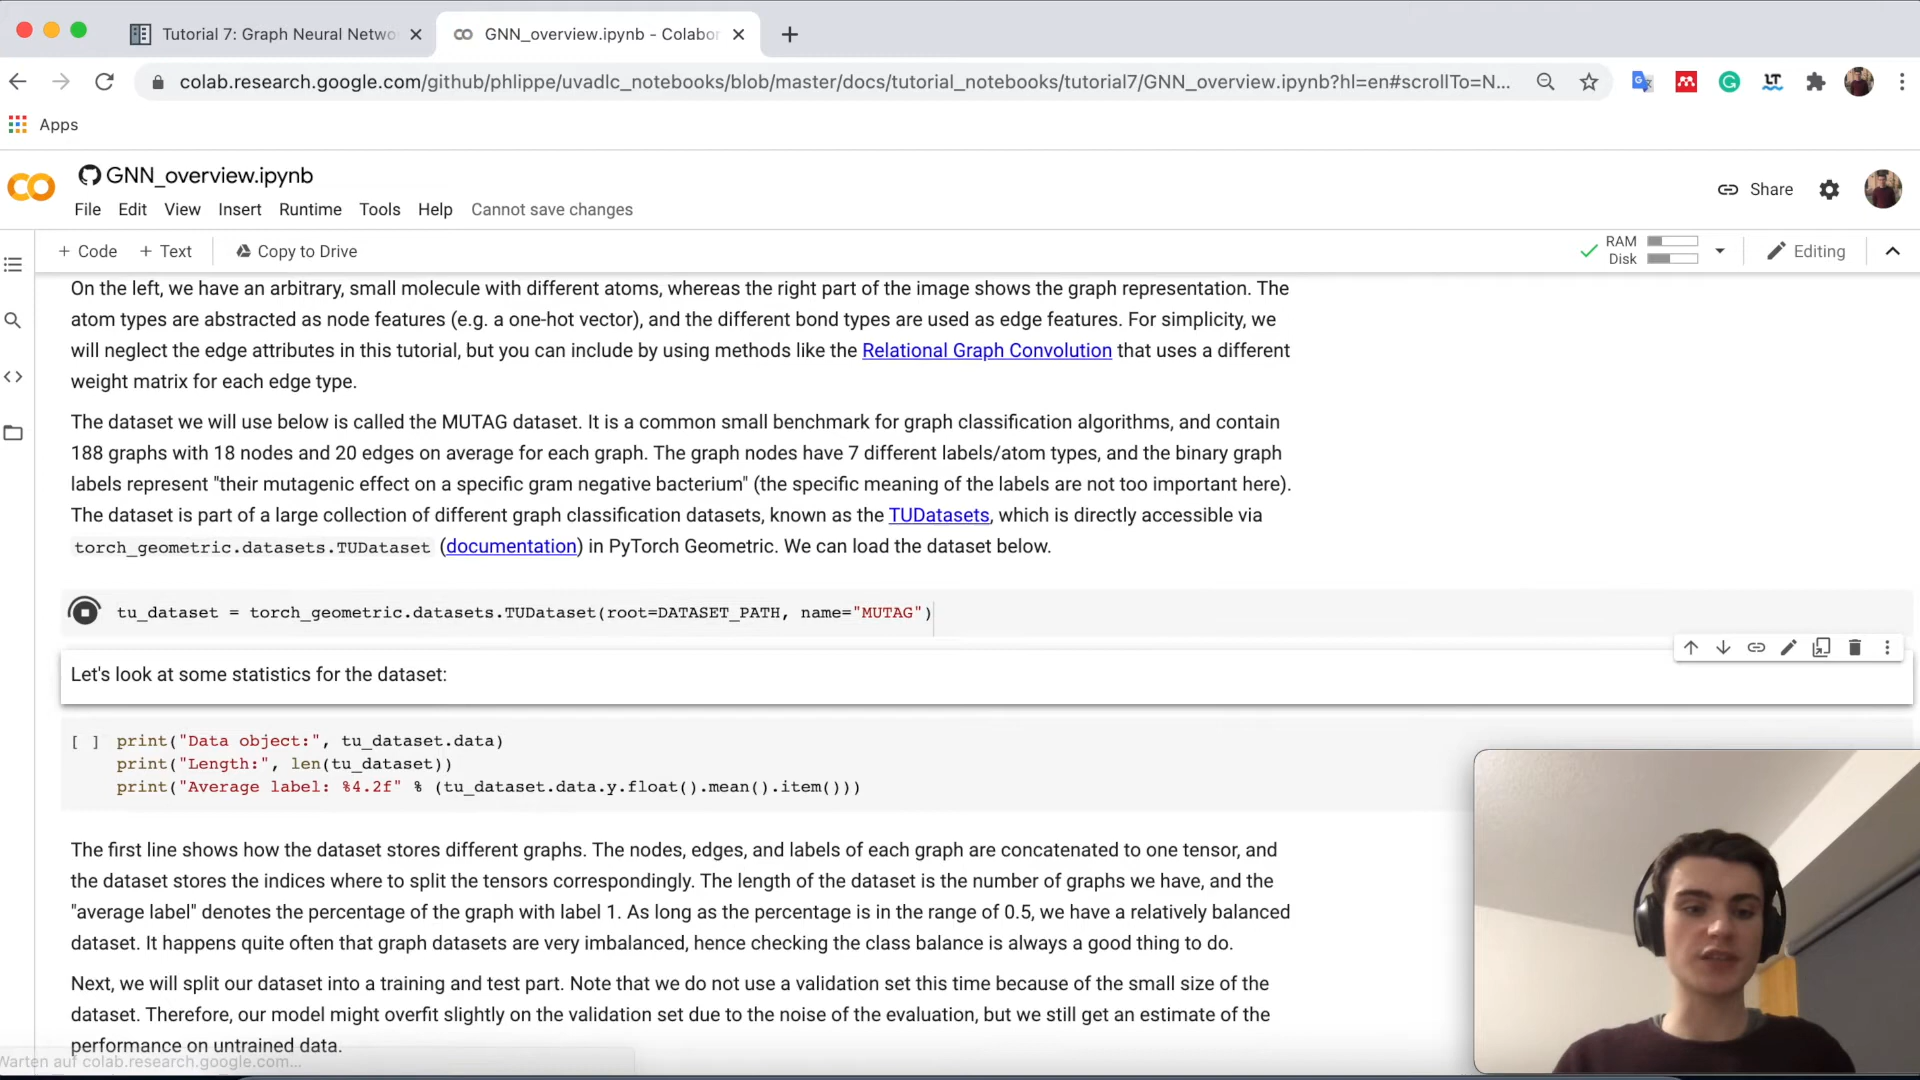 Tutorial 7: Graph Neural Netwo
GNN_overview.ipynb - Colabor
colab.research.google.com/github/phlippe/uvadlc_notebooks/blob/master/docs/tutorial_notebooks/tutorial7/GNN_overview.ipynb?hl=en#scrollTo=N...
Apps
GNN_overview.ipynb
Share
File Edit View Insert Runtime Tools Help Cannot save changes
+ Code + Text Copy to Drive
RAM
Disk
Editing
On the left, we have an arbitrary, small molecule with different atoms, whereas the right part of the image shows the graph representation. The
atom types are abstracted as node features (e.g. a one-hot vector), and the different bond types are used as edge features. For simplicity, we
will neglect the edge attributes in this tutorial, but you can include by using methods like the Relational Graph Convolution that uses a different
weight matrix for each edge type.
The dataset we will use below is called the MUTAG dataset. It is a common small benchmark for graph classification algorithms, and contain
188 graphs with 18 nodes and 20 edges on average for each graph. The graph nodes have 7 different labels/atom types, and the binary graph
labels represent "their mutagenic effect on a specific gram negative bacterium" (the specific meaning of the labels are not too important here).
The dataset is part of a large collection of different graph classification datasets, known as the TUDatasets, which is directly accessible via
torch_geometric.datasets.TUDataset (documentation) in PyTorch Geometric. We can load the dataset below.
tu_dataset = torch_geometric.datasets.TUDataset(root=DATASET_PATH, name="MUTAG")
Let's look at some statistics for the dataset:
[ ] print("Data object:", tu_dataset.data)
print("Length:", len(tu_dataset))
print("Average label: %4.2f" % (tu_dataset.data.y.float().mean().item()))
The first line shows how the dataset stores different graphs. The nodes, edges, and labels of each graph are concatenated to one tensor, and
the dataset stores the indices where to split the tensors correspondingly. The length of the dataset is the number of graphs we have, and the
"average label" denotes the percentage of the graph with label 1. As long as the percentage is in the range of 0.5, we have a relatively balanced
dataset. It happens quite often that graph datasets are very imbalanced, hence checking the class balance is always a good thing to do.
Next, we will split our dataset into a training and test part. Note that we do not use a validation set this time because of the small size of the
dataset. Therefore, our model might overfit slightly on the validation set due to the noise of the evaluation, but we still get an estimate of the
performance on untrained data.
Warten auf colab.research.google.com...